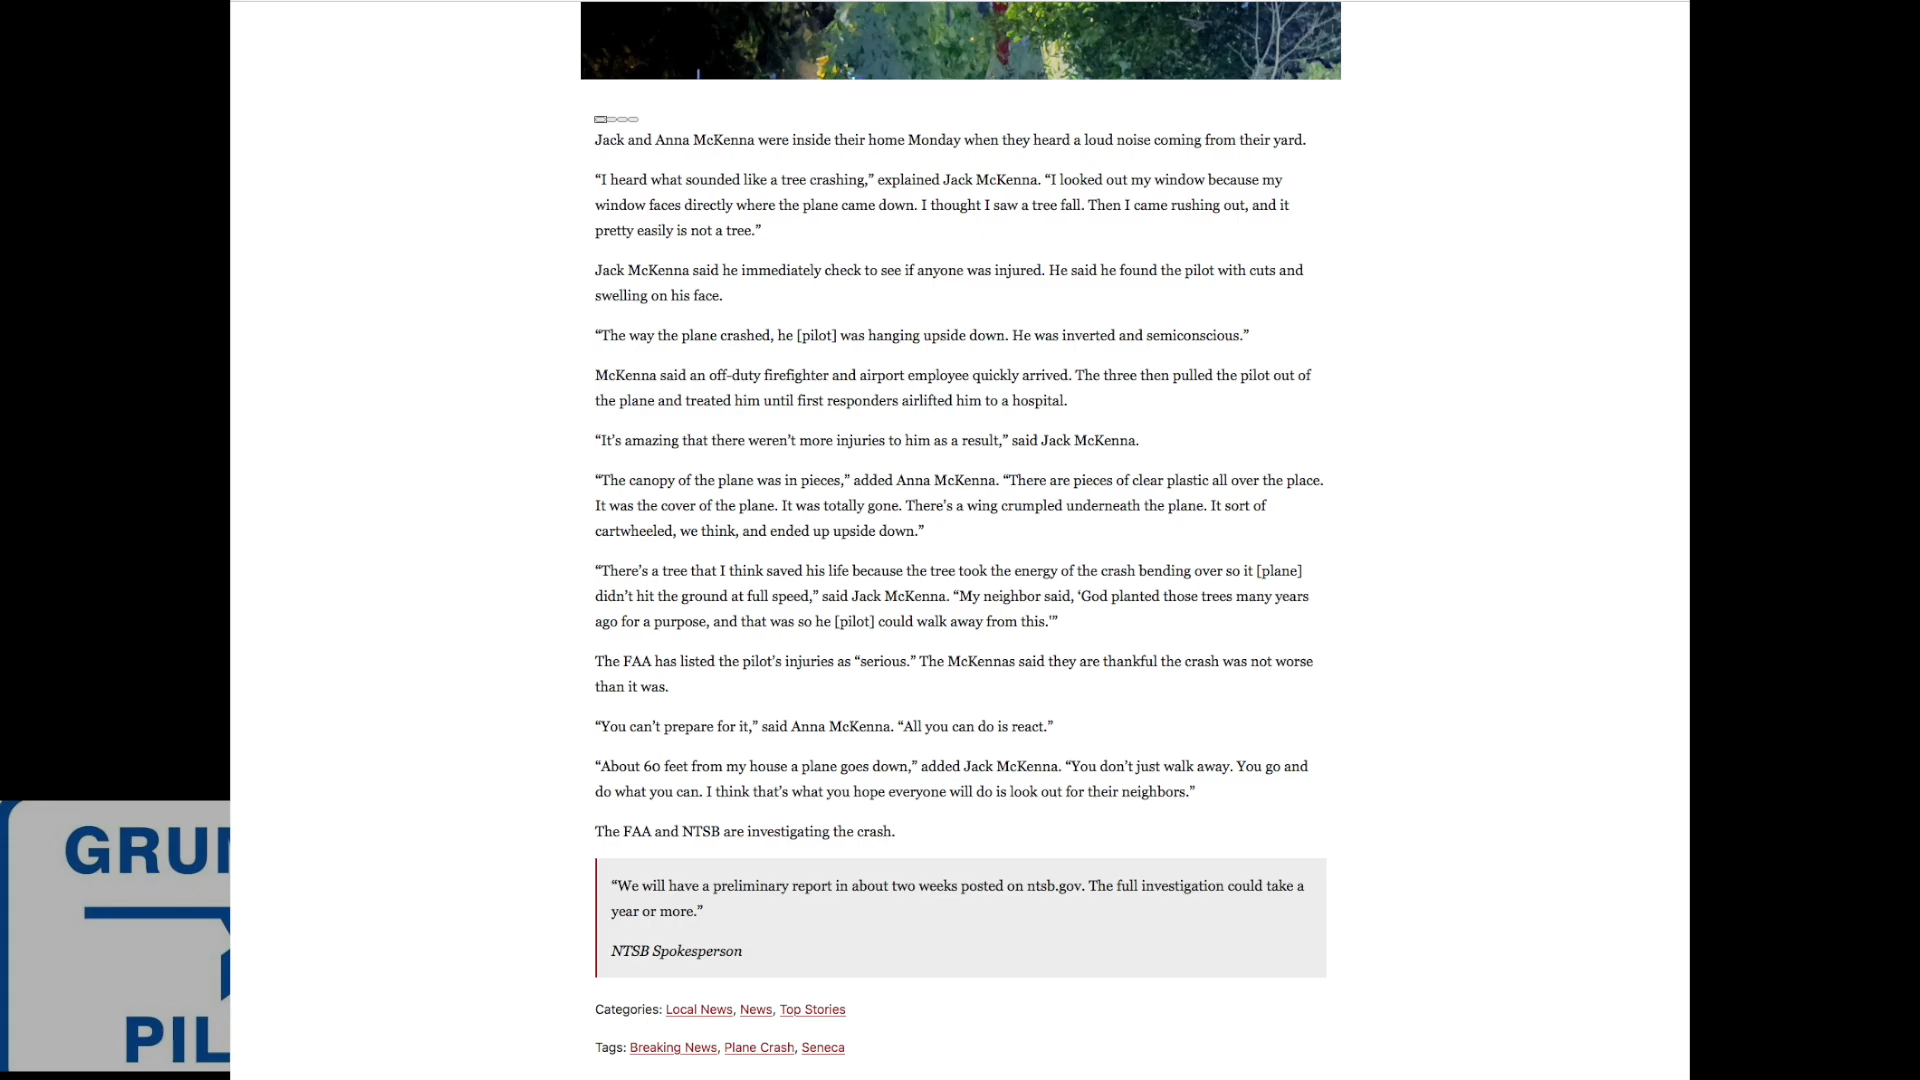 Jack and Anna McKenna were inside their home Monday when they heard a loud noise coming from their yard.
“I heard what sounded like a tree crashing,” explained Jack McKenna. “I looked out my window because my
window faces directly where the plane came down. I thought I saw a tree fall. Then I came rushing out, and it
pretty easily is not a tree.”
Jack McKenna said he immediately check to see if anyone was injured. He said he found the pilot with cuts and
swelling on his face.
“The way the plane crashed, he [pilot] was hanging upside down. He was inverted and semiconscious.”
McKenna said an off-duty firefighter and airport employee quickly arrived. The three then pulled the pilot out of
the plane and treated him until first responders airlifted him to a hospital.
“It’s amazing that there weren’t more injuries to him as a result,” said Jack McKenna.
“The canopy of the plane was in pieces,” added Anna McKenna. “There are pieces of clear plastic all over the place.
It was the cover of the plane. It was totally gone. There’s a wing crumpled underneath the plane. It sort of
cartwheeled, we think, and ended up upside down.”
“There’s a tree that I think saved his life because the tree took the energy of the crash bending over so it [plane]
didn’t hit the ground at full speed,” said Jack McKenna. “My neighbor said, ‘God planted those trees many years
ago for a purpose, and that was so he [pilot] could walk away from this.’”
The FAA has listed the pilot’s injuries as “serious.” The McKennas said they are thankful the crash was not worse
than it was.
“You can’t prepare for it,” said Anna McKenna. “All you can do is react.”
“About 60 feet from my house a plane goes down,” added Jack McKenna. “You don’t just walk away. You go and
do what you can. I think that’s what you hope everyone will do is look out for their neighbors.”
The FAA and NTSB are investigating the crash.
“We will have a preliminary report in about two weeks posted on ntsb.gov. The full investigation could take a
year or more.”
NTSB Spokesperson
Categories: Local News, News, Top Stories
Tags: Breaking News, Plane Crash, Seneca
GRU
PIL